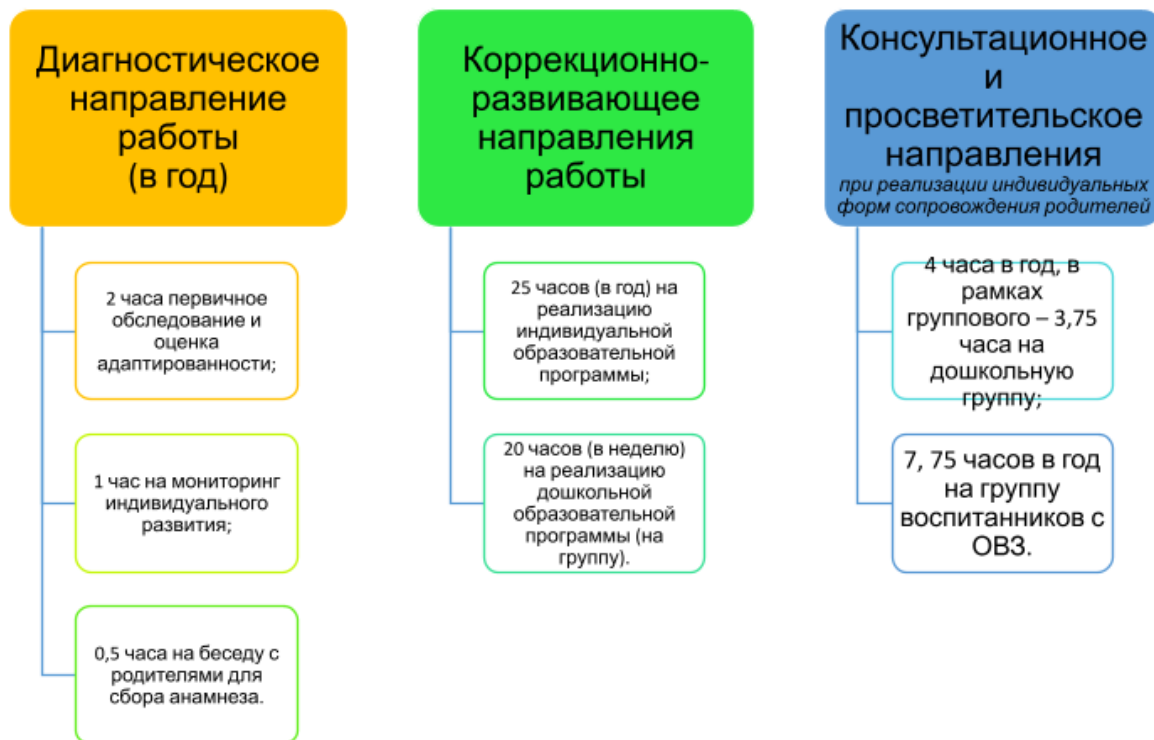 Диагностическое
направление
работы
(в год)
2 часа первичное
обследование и
оценка
адаптированности;
1 час на мониторинг
индивидуального
развития;
0,5 часа на беседу с
родителями для
сбора анамнеза.
Коррекционно-
развивающее
направления
работы
25 часов (в год) на
реализацию
индивидуальной
образовательной
программы;
20 часов (в неделю)
на реализацию
дошкольной
образовательной
программы (на
группу).
Консультационное
и
просветительское
направления
при реализации индивидуальных
форм сопровождения родителей
4 часа в год, в
рамках
группового – 3,75
часа на
дошкольную
группу;
7, 75 часов в год
на группу
воспитанников с
ОВЗ.